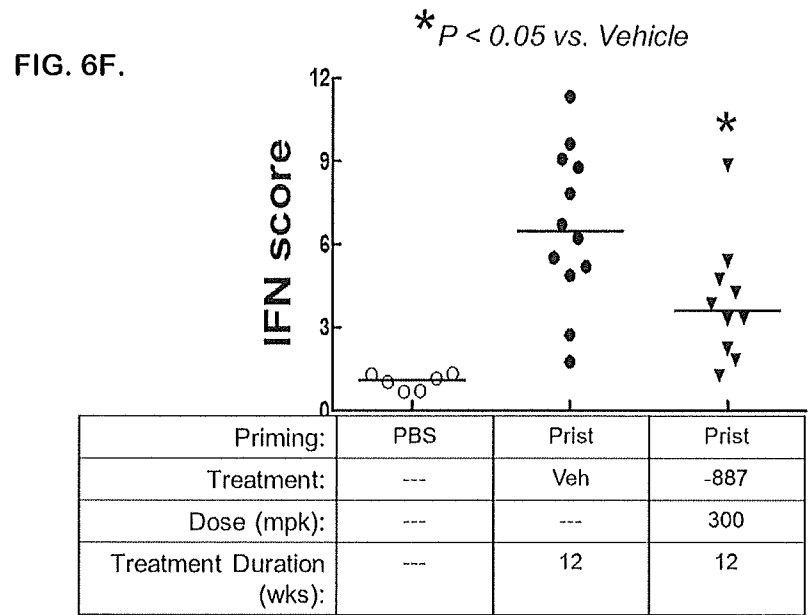 *P < 0.05 vs. Vehicle
FIG. 6F.
IFN score
12
9
6
3
0
*
Priming: PBS Prist Prist
Treatment: --- Veh -887
Dose (mpk): --- --- 300
Treatment Duration (wks): --- 12 12